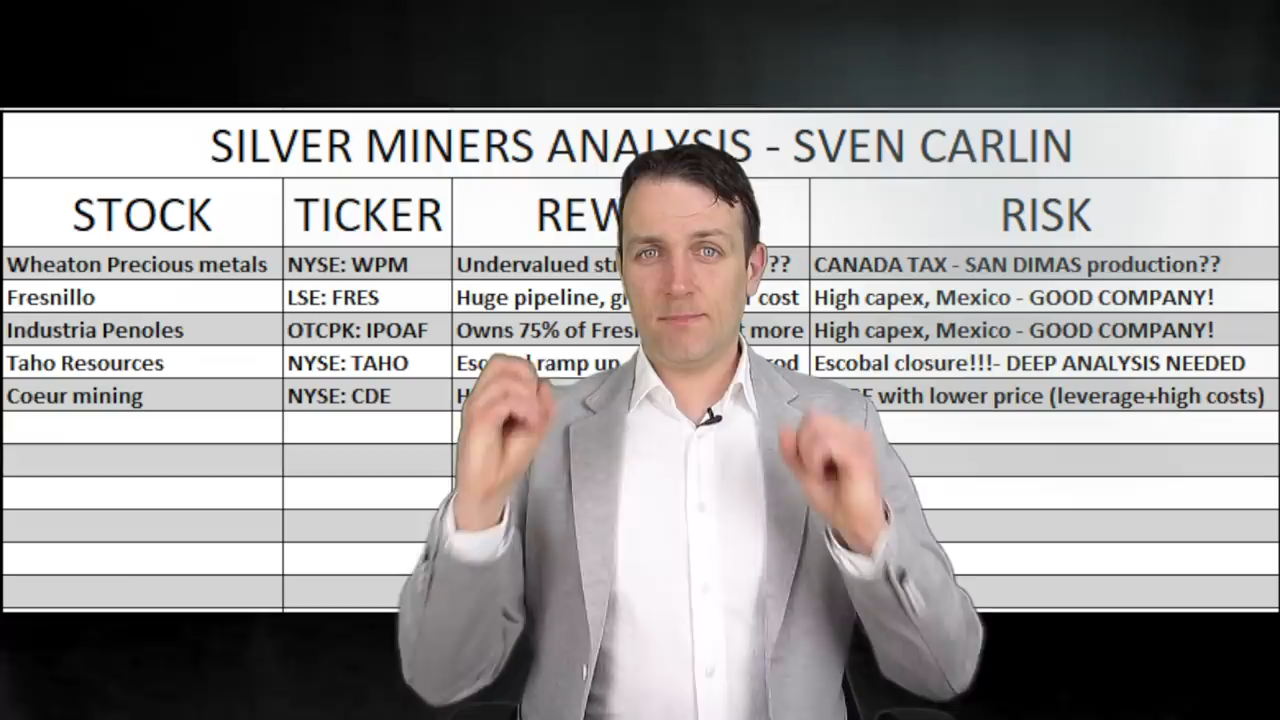 SILVER MINERS ANALYSIS - SVEN CARLIN
STOCK TICKER REW RISK
Wheaton Precious metals NYSE: WPM Undervalued ?? CANADA TAX - SAN DIMAS production??
Fresnillo LSE: FRES Huge pipeline, cost High capex, Mexico - GOOD COMPANY!
Industria Penoles OTCPK: IPOAF Owns 75% of more High capex, Mexico - GOOD COMPANY!
Taho Resources NYSE: TAHO ramp up Escobal closure!!!- DEEP ANALYSIS NEEDED
Coeur mining NYSE: CDE with lower price (leverage+high costs)